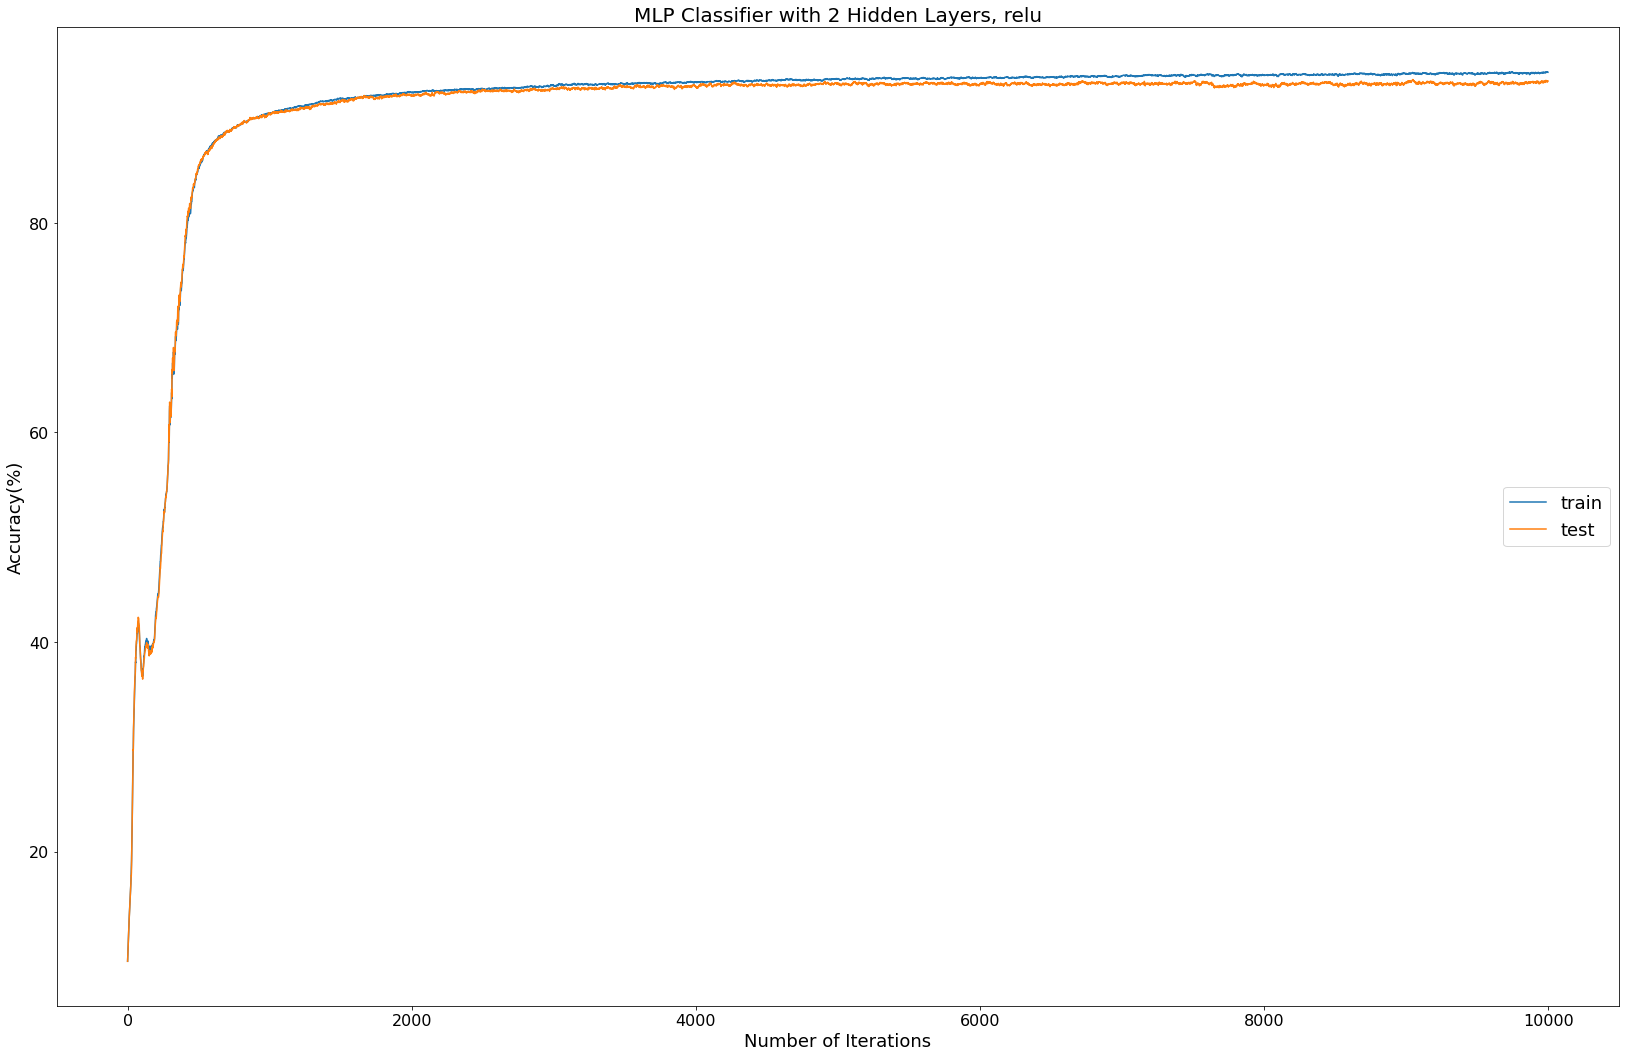 MLP Classifier with 2 Hidden Layers, relu
80
60
40
20
Accuracy(%)
train
test
0 2000 4000 6000 8000 10000
Number of Iterations